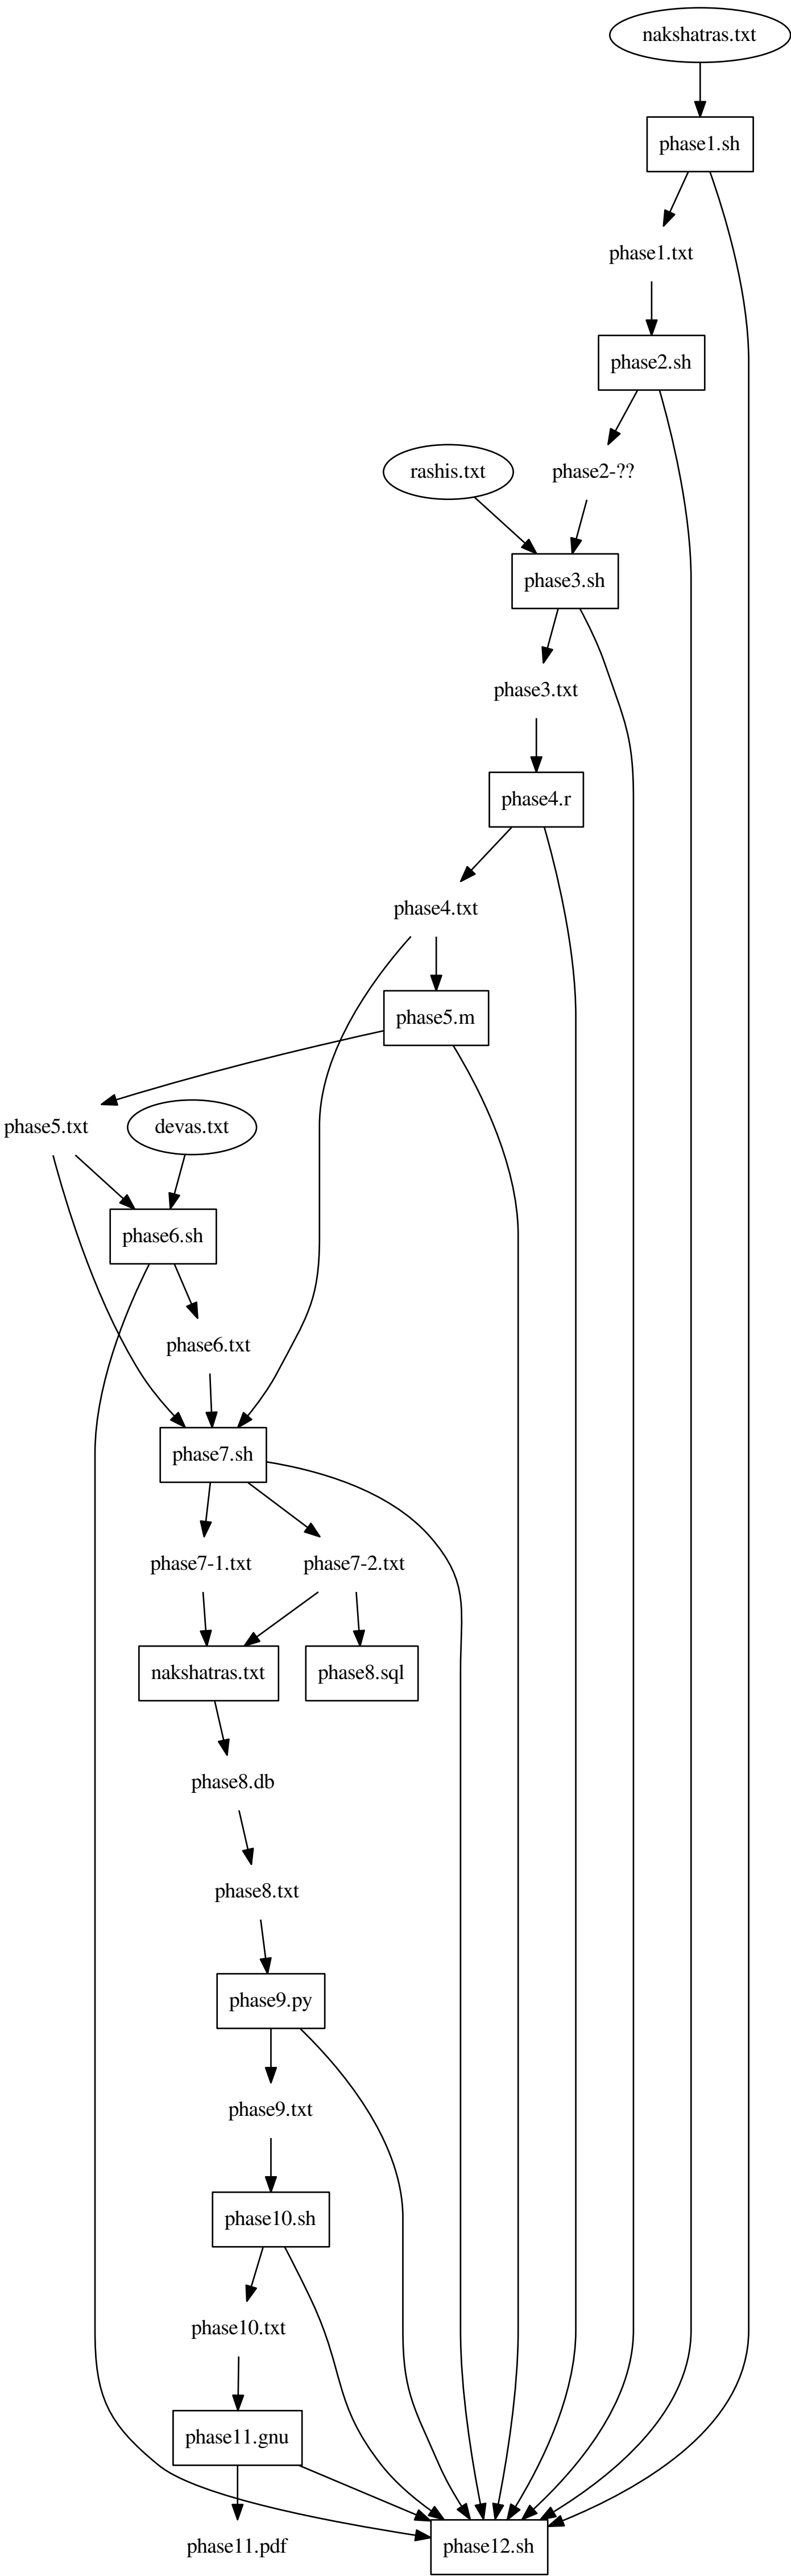 nakshatras.txt
phase1.sh
phase1.txt
phase2.sh
rashis.txt
phase2-??
phase3.sh
phase3.txt
phase4.r
phase4.txt
phase5.m
phase5.txt
devas.txt
phase6.sh
phase6.txt
phase7.sh
phase7-1.txt
phase7-2.txt
nakshatras.txt
phase8.sql
phase8.db
phase8.txt
phase9.py
phase9.txt
phase10.sh
phase10.txt
phase11.gnu
phase11.pdf
phase12.sh